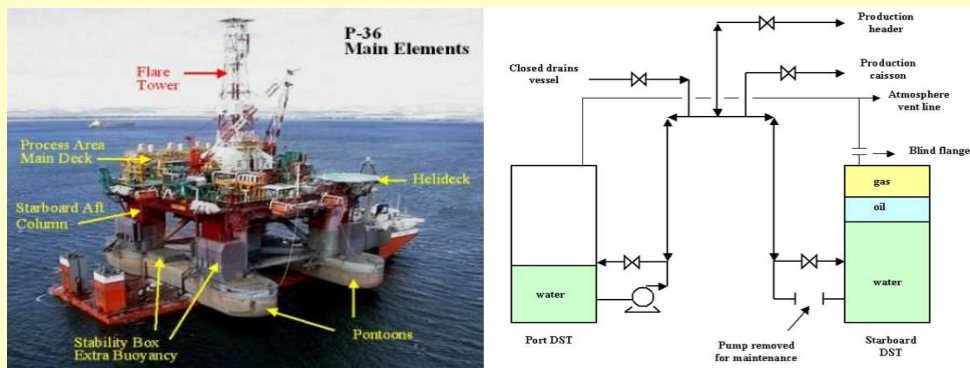 P-36
Main Elements
Flare
Tower
Process Area
Main Deck
Helideck
Starboard Aft
Column
Stability Box
Extra Buoyancy
Pontoons
Production
header
Closed drains
vessel
Production
caisson
Atmosphere
vent line
Blind flange
gas
oil
water
water
Port DST
Pump removed
for maintenance
Starboard
DST